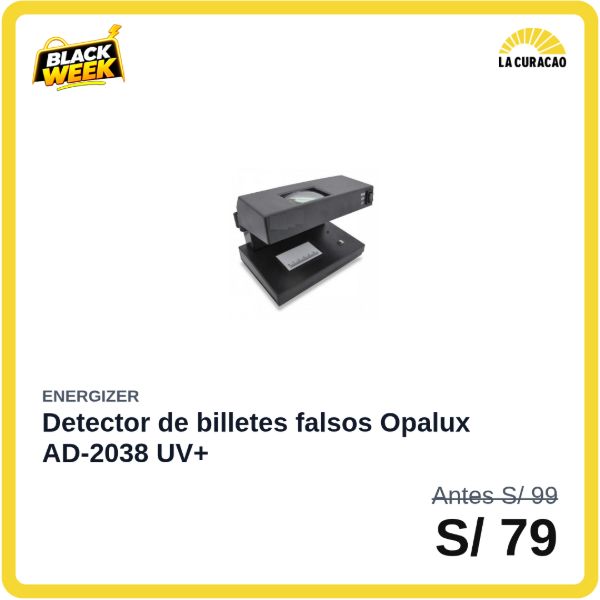 BLACK
WEEK
LA CURACAO
ENERGIZER
Detector de billetes falsos Opalux
AD-2038 UV+
Antes S/ 99
S/ 79